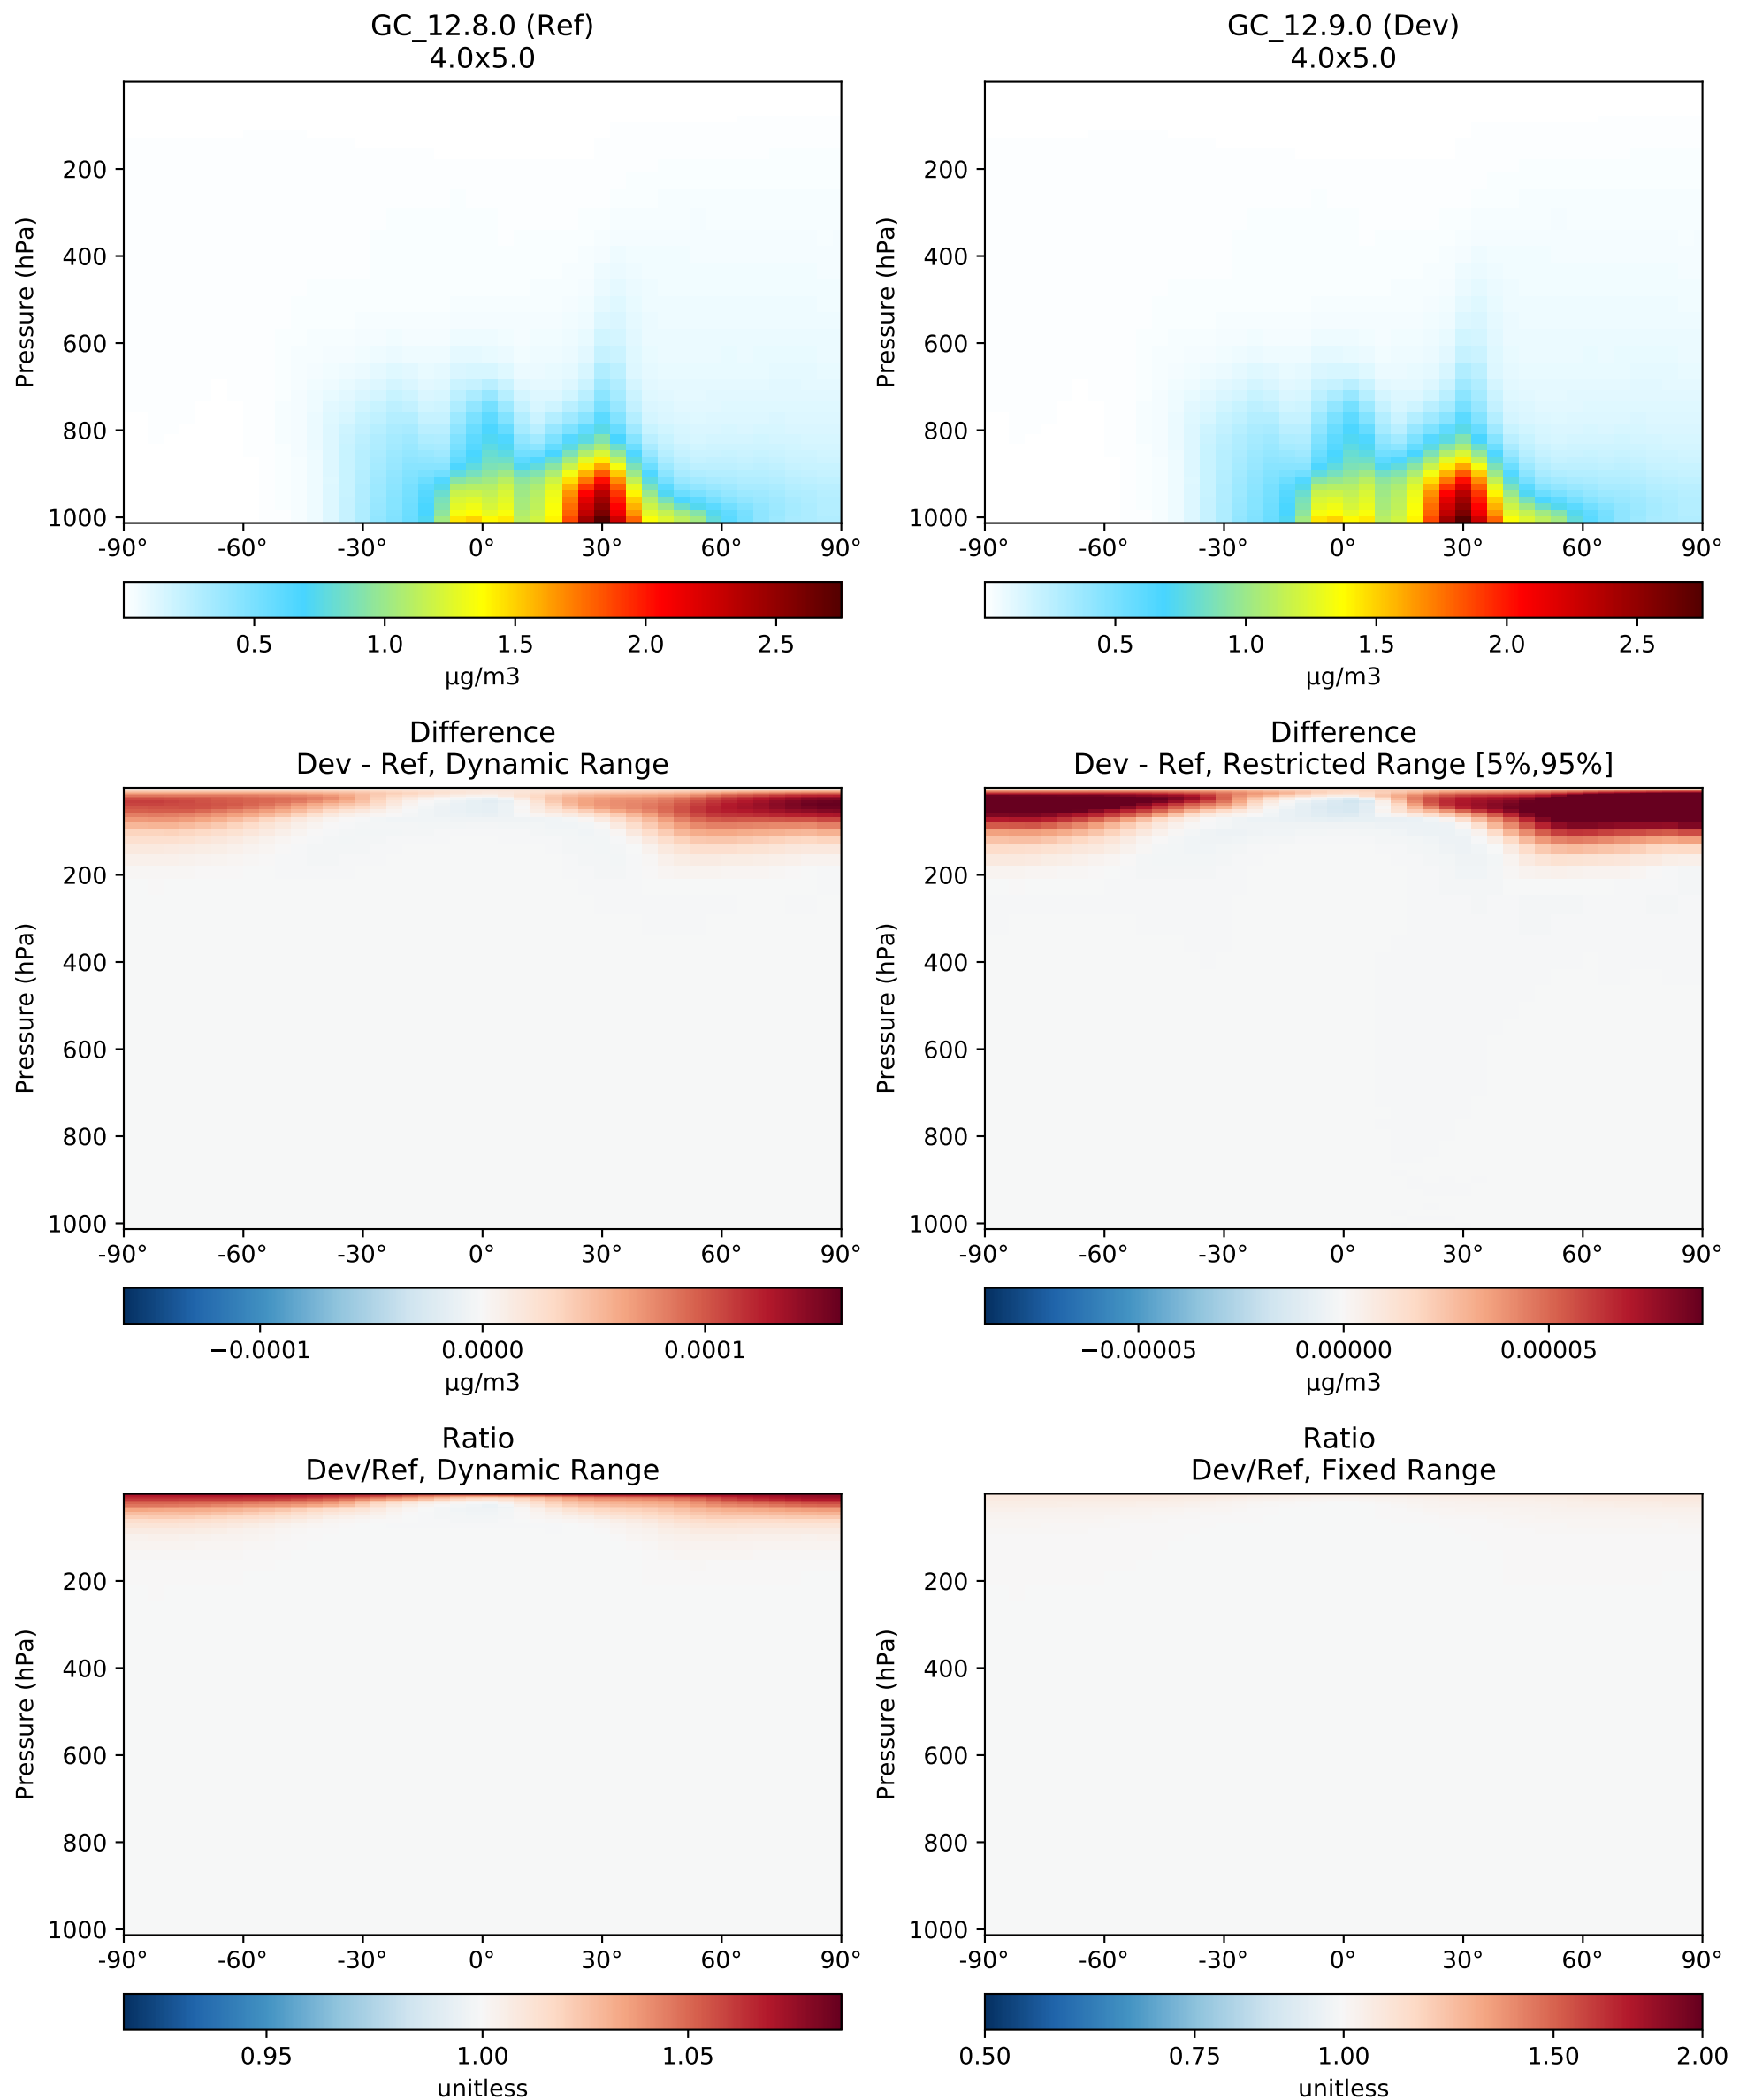 GC_12.8.0 (Ref)
4.0x5.0
Pressure (hPa)
200
400
600
800
1000
-90° -60° -30° 0° 30° 60° 90°
0.5 1.0 1.5 2.0 2.5
µg/m3
GC_12.9.0 (Dev)
4.0x5.0
Pressure (hPa)
200
400
600
800
1000
-90° -60° -30° 0° 30° 60° 90°
0.5 1.0 1.5 2.0 2.5
µg/m3
Difference
Dev - Ref, Dynamic Range
Pressure (hPa)
200
400
600
800
1000
-90° -60° -30° 0° 30° 60° 90°
−0.0001 0.0000 0.0001
µg/m3
Difference
Dev - Ref, Restricted Range [5%,95%]
Pressure (hPa)
200
400
600
800
1000
-90° -60° -30° 0° 30° 60° 90°
−0.00005 0.00000 0.00005
µg/m3
Ratio
Dev/Ref, Dynamic Range
Pressure (hPa)
200
400
600
800
1000
-90° -60° -30° 0° 30° 60° 90°
0.95 1.00 1.05
unitless
Ratio
Dev/Ref, Fixed Range
Pressure (hPa)
200
400
600
800
1000
-90° -60° -30° 0° 30° 60° 90°
0.50 0.75 1.00 1.50 2.00
unitless